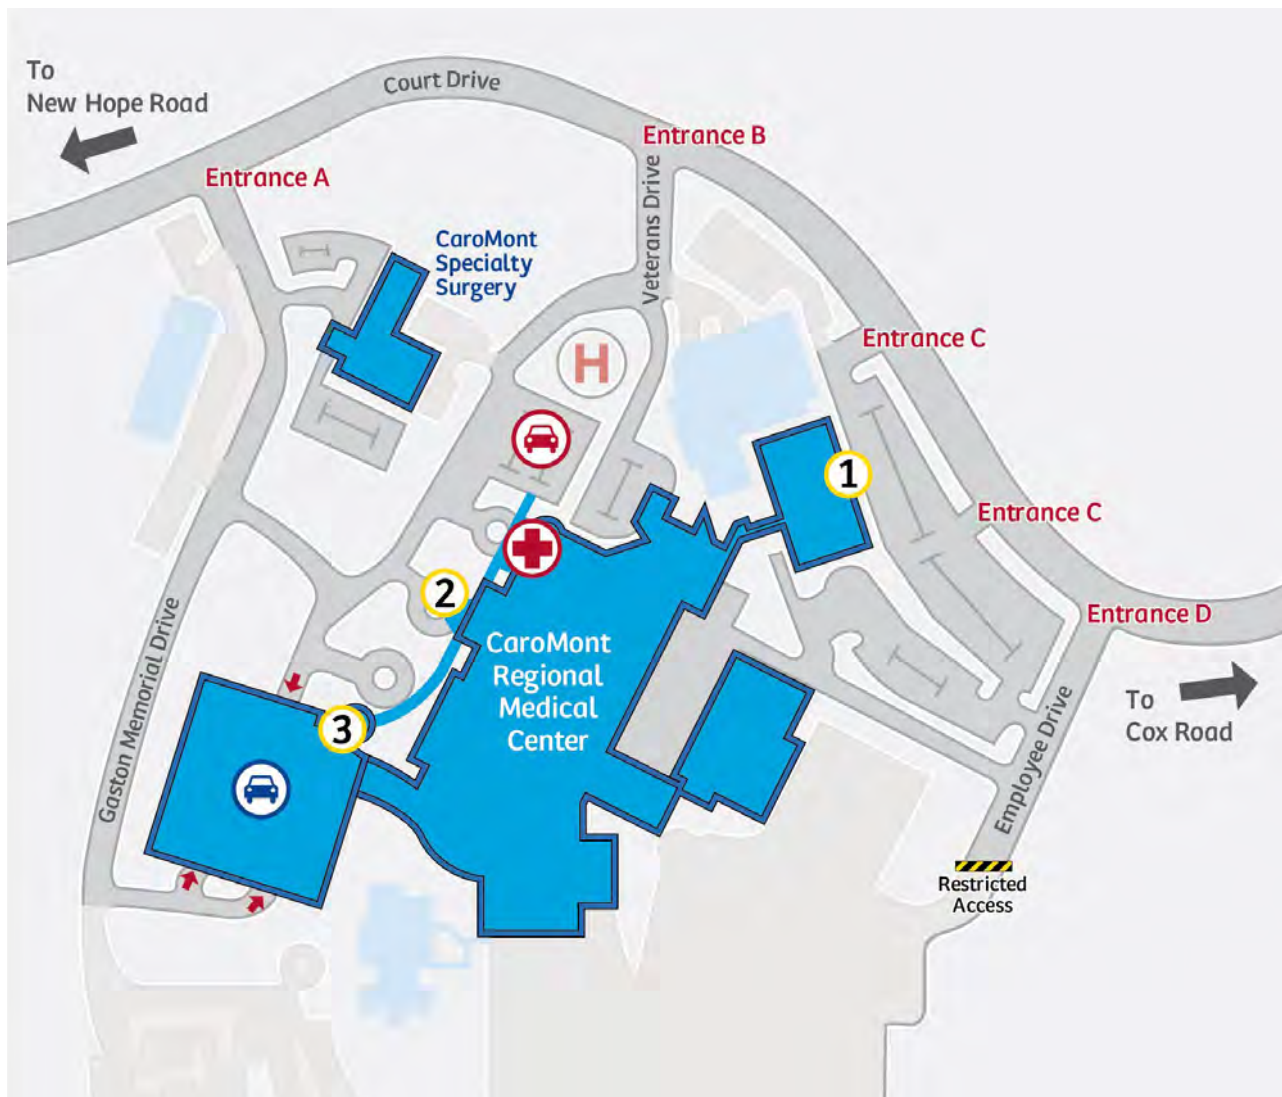 To
New Hope Road
Court Drive
Entrance B
Entrance A
Veterans Drive
CaroMont
Specialty
Surgery
H
Entrance C
1
Entrance C
2
Entrance D
CaroMont
Regional
Medical
Center
Gaston Memorial Drive
3
To
Cox Road
Employee Drive
Restricted
Access